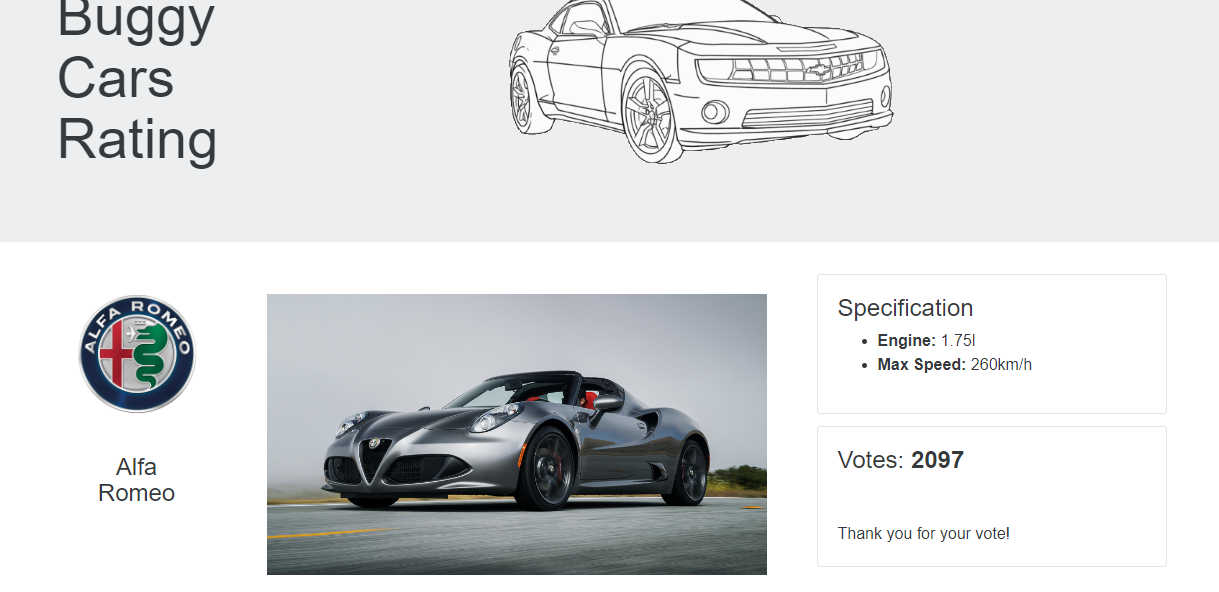 Buggy
Cars
Rating
ALFA ROMEO
Alfa
Romeo
Specification
Engine: 1.75l
Max Speed: 260km/h
Votes: 2097
Thank you for your vote!